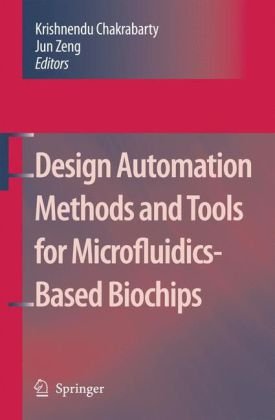 Krishnendu Chakrabarty
Jun Zeng
Editors
Design Automation
Methods and Tools
for Microfluidics-
Based Biochips
Springer